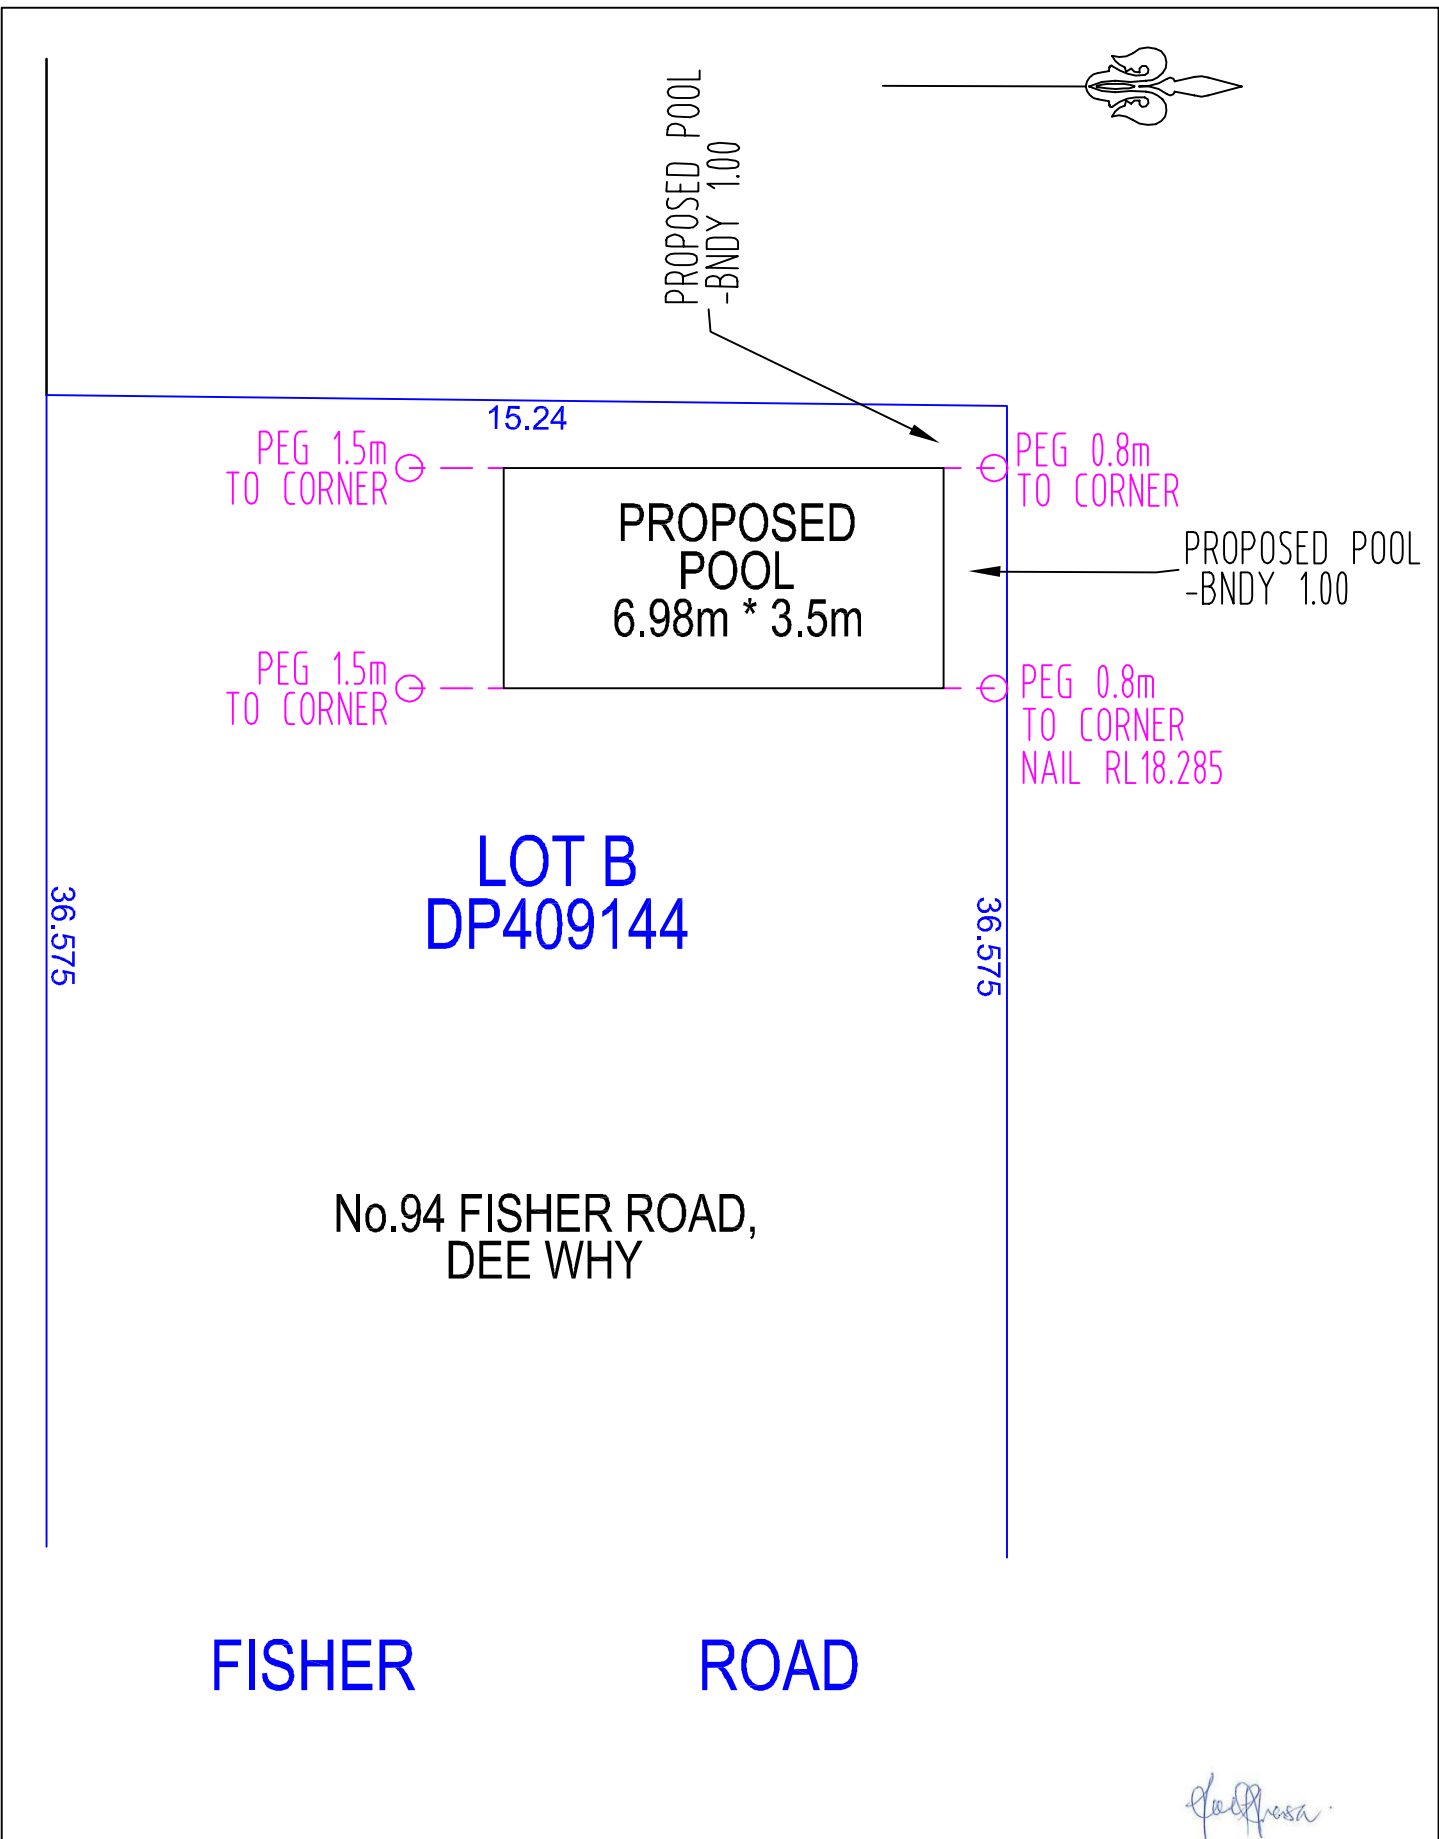 PROPOSED POOL
-BNDY 1.00
15.24
PEG 1.5m
TO CORNER
PEG 0.8m
TO CORNER
PROPOSED
POOL
6.98m * 3.5m
PROPOSED POOL
-BNDY 1.00
PEG 1.5m
TO CORNER
PEG 0.8m
TO CORNER
NAIL RL18.285
LOT B
DP409144
36.575
36.575
No.94 FISHER ROAD,
DEE WHY
FISHER ROAD